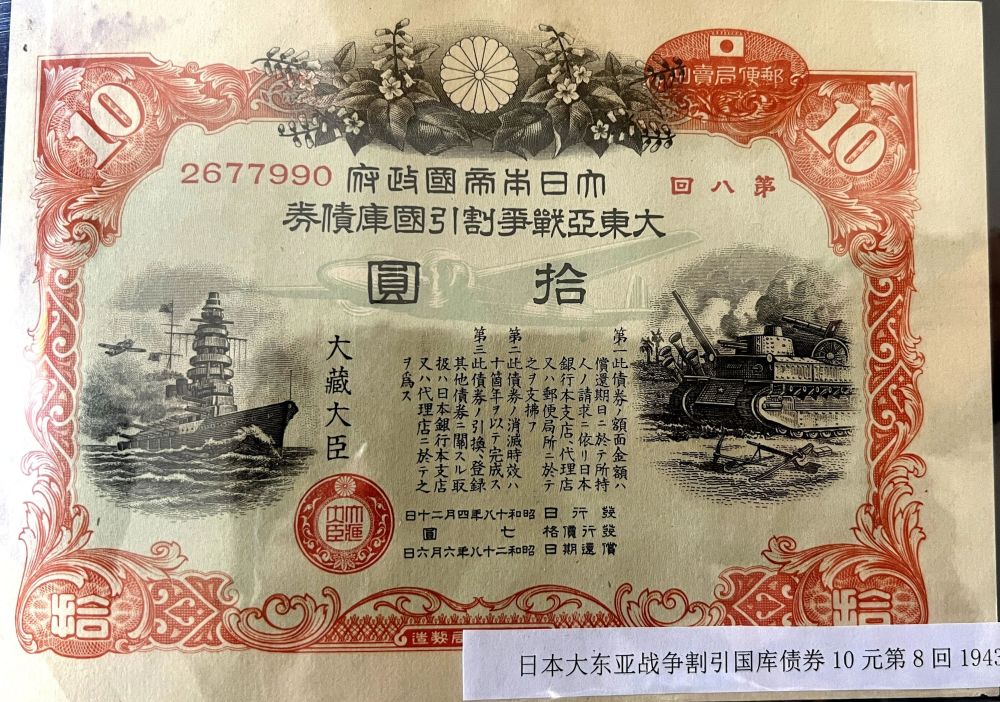 10
郵便局賣
10
第八回
2677990
大日本帝國政府
大東亞戰爭割引國庫債券
拾圓
第一此債券ノ額面金額ハ
償還期日ニ於テ所持
人ノ請求ニ依リ日本
銀行本支店、代理店
又ハ郵便局所ニ於テ
之ヲ支拂フ
第二此債券ノ消滅時效ハ
十箇年ヲ以テ完成ス
第三此債券ノ引換、登錄
其他債券ニ關スル取
扱ハ日本銀行本支店
又ハ代理店ニ於テ之
ヲ爲ス
大藏大臣
大藏大臣
發行日 昭和十八年四月二十日
發行價格 七圓
償還期日 昭和二十八年六月六日
拾
拾
局製造
日本大东亚战争割引国库债券 10 元第 8 回 1943